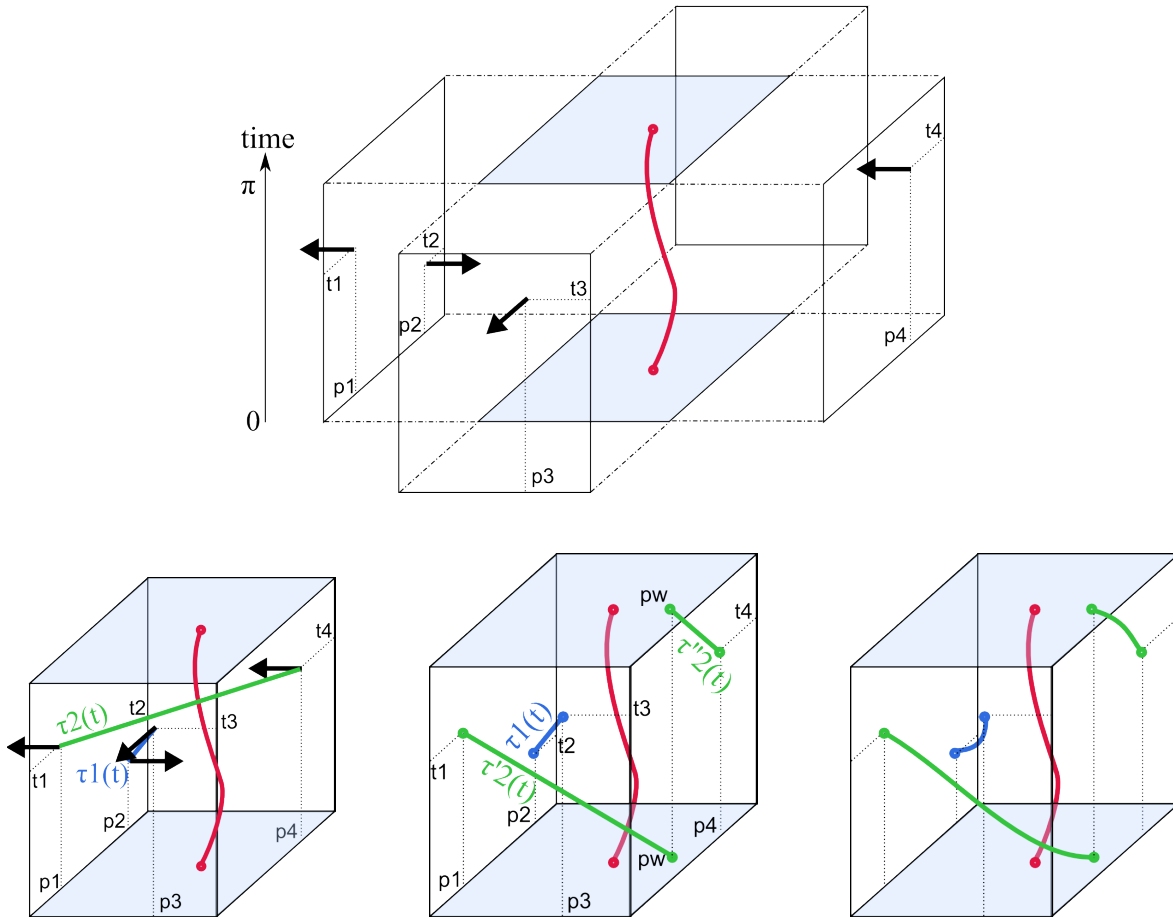 time
π
t4
t2
t1
t3
p2
p4
p1
0
p3
t4
τ2(t)
t2
t3
t1
τ1(t)
p2
p4
p1
p3
pw
t4
τ"2(t)
τ1(t)
t3
t2
t1
τ'2(t)
p2
p4
pw
p1
p3